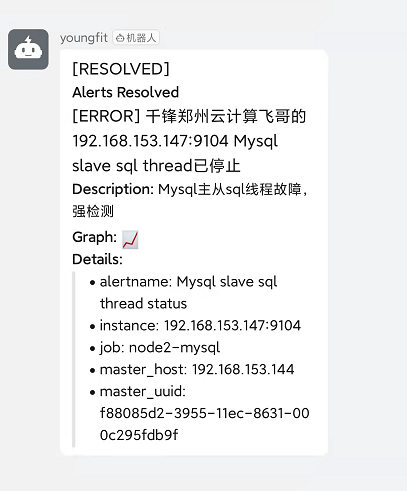 youngfit 机器人
[RESOLVED]
Alerts Resolved
[ERROR] 千锋郑州云计算飞哥的
192.168.153.147:9104 Mysql
slave sql thread已停止
Description: Mysql主从sql线程故障，
强检测
Graph:
Details:
• alertname: Mysql slave sql
thread status
• instance: 192.168.153.147:9104
• job: node2-mysql
• master_host: 192.168.153.144
• master_uuid:
f88085d2-3955-11ec-8631-00
0c295fdb9f